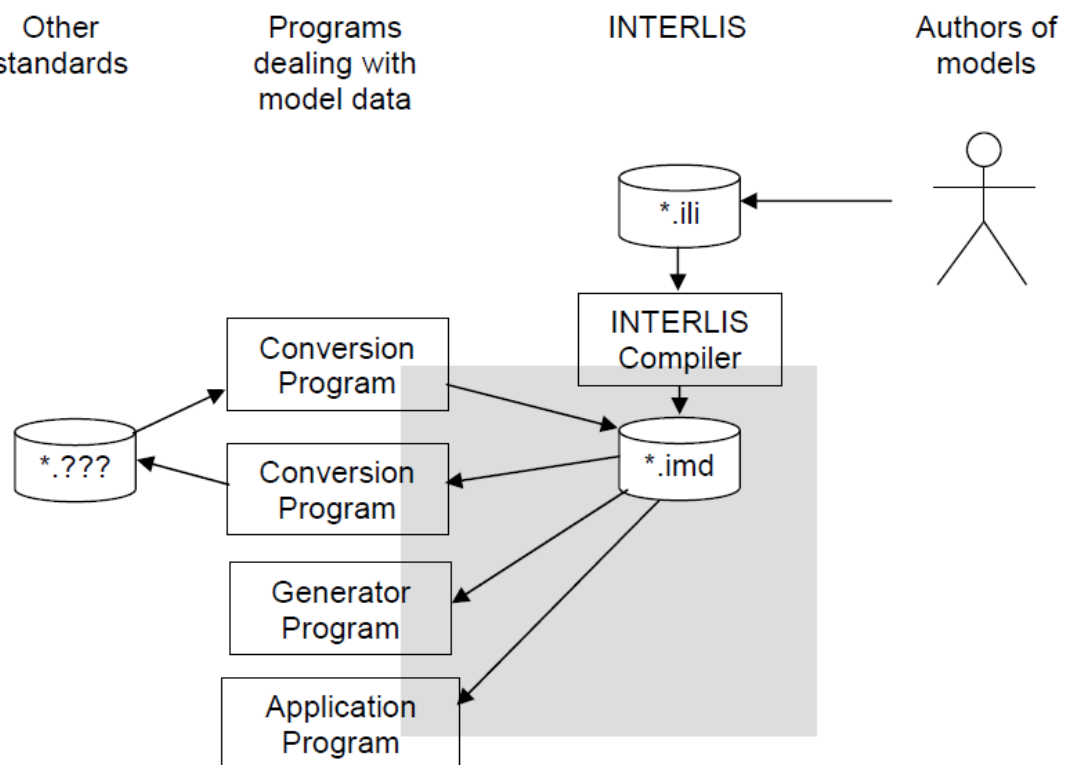 Other
standards
Programs
dealing with
model data
INTERLIS
Authors of
models
*.ili
INTERLIS
Compiler
Conversion
Program
*.???
Conversion
Program
*.imd
Generator
Program
Application
Program